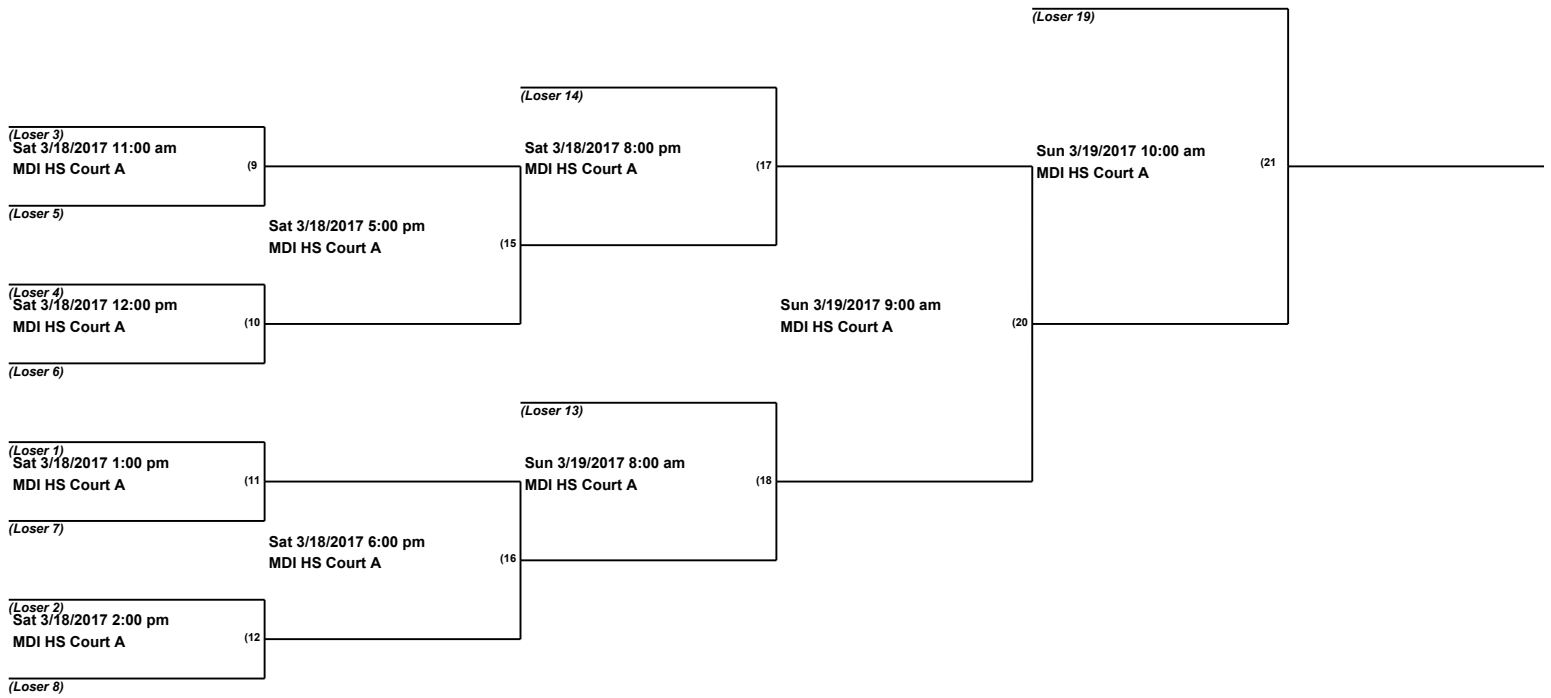 (Loser 19)
(Loser 14)
(Loser 3)
Sat 3/18/2017 11:00 am
MDI HS Court A
(9
(Loser 5)
Sat 3/18/2017 8:00 pm
MDI HS Court A
(17
Sun 3/19/2017 10:00 am
MDI HS Court A
(21
Sat 3/18/2017 5:00 pm
MDI HS Court A
(15
(Loser 4)
Sat 3/18/2017 12:00 pm
MDI HS Court A
(10
(Loser 6)
Sun 3/19/2017 9:00 am
MDI HS Court A
(20
(Loser 13)
(Loser 1)
Sat 3/18/2017 1:00 pm
MDI HS Court A
(11
(Loser 7)
Sun 3/19/2017 8:00 am
MDI HS Court A
(18
Sat 3/18/2017 6:00 pm
MDI HS Court A
(16
(Loser 2)
Sat 3/18/2017 2:00 pm
MDI HS Court A
(12
(Loser 8)